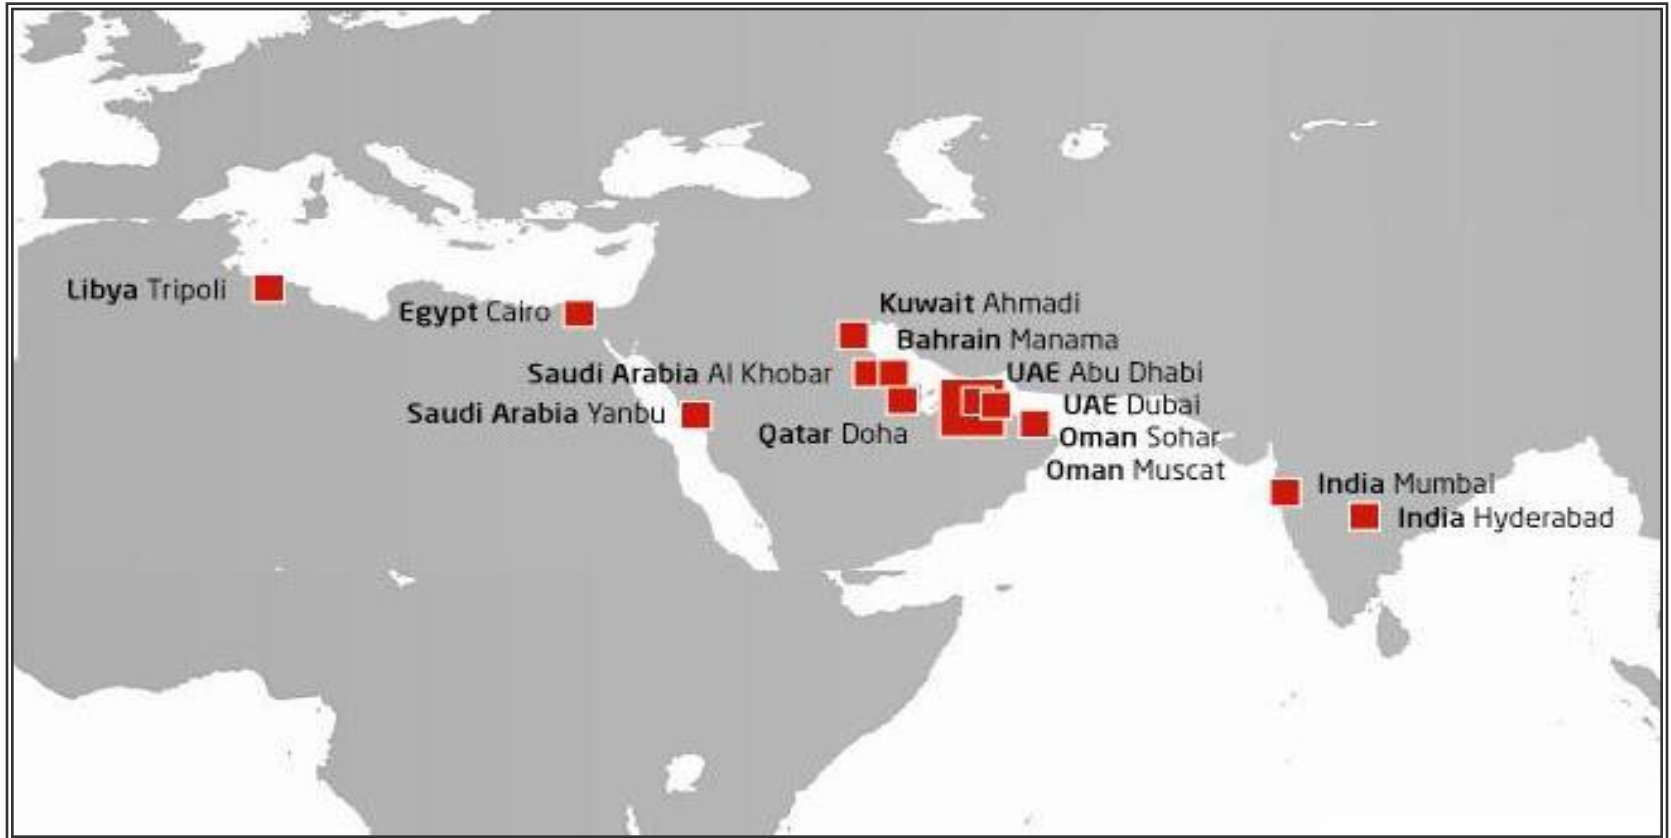 Libya Tripoli
Egypt Cairo
Kuwait Ahmadi
Bahrain Manama
Saudi Arabia Al Khobar
UAE Abu Dhabi
Saudi Arabia Yanbu
UAE Dubai
Qatar Doha
Oman Sohar
Oman Muscat
India Mumbai
India Hyderabad